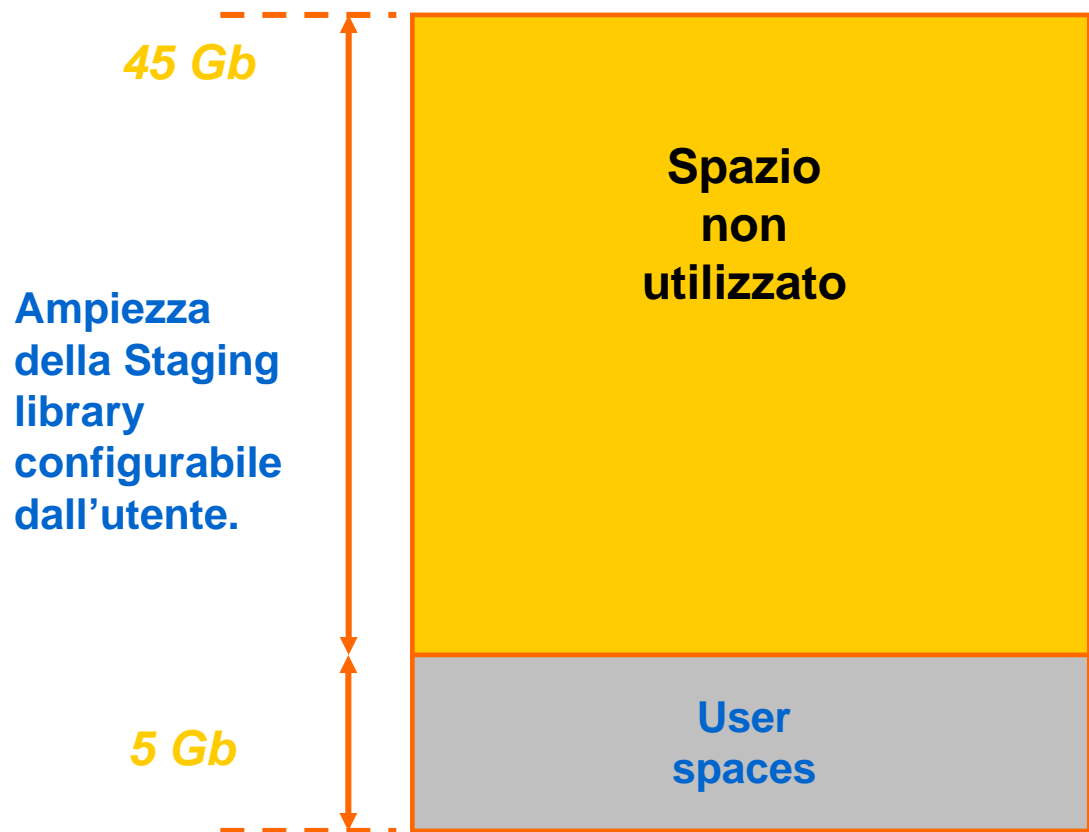 45 Gb
Spazio
non
utilizzato
Ampiezza
della Staging
library
configurabile
dall’utente.
User
spaces
5 Gb